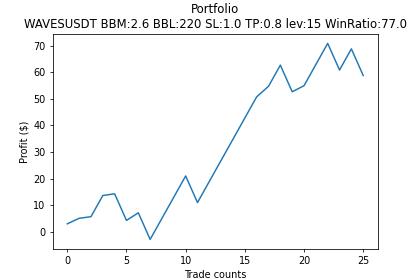 Portfolio
WAVESUSDT BBM:2.6 BBL:220 SL:1.0 TP:0.8 lev:15 WinRatio:77.0
Profit ($)
70
60
50
40
30
20
10
0
0 5 10 15 20 25
Trade counts